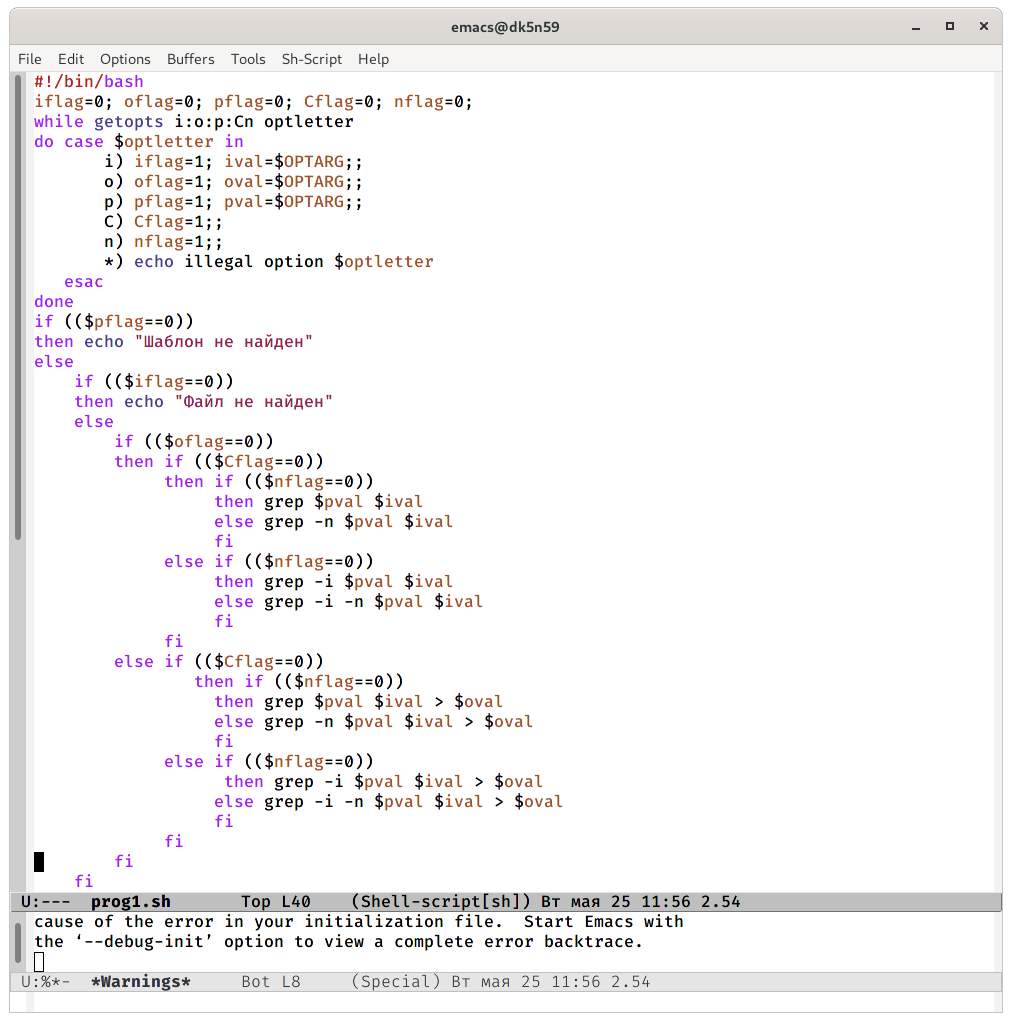 emacs@dk5n59
File Edit Options Buffers Tools Sh-Script Help
#!/bin/bash
iflag=0; oflag=0; pflag=0; Cflag=0; nflag=0;
while getopts i:o:p:Cn optletter
do case $optletter in
       i) iflag=1; ival=$OPTARG;;
       o) oflag=1; oval=$OPTARG;;
       p) pflag=1; pval=$OPTARG;;
       C) Cflag=1;;
       n) nflag=1;;
       *) echo illegal option $optletter
   esac
done
if (($pflag==0))
then echo "Шаблон не найден"
else
    if (($iflag==0))
    then echo "Файл не найден"
    else
        if (($oflag==0))
        then if (($Cflag==0))
             then if (($nflag==0))
                  then grep $pval $ival
                  else grep -n $pval $ival
                  fi
             else if (($nflag==0))
                  then grep -i $pval $ival
                  else grep -i -n $pval $ival
                  fi
             fi
        else if (($Cflag==0))
                then if (($nflag==0))
                  then grep $pval $ival > $oval
                  else grep -n $pval $ival > $oval
                  fi
             else if (($nflag==0))
                   then grep -i $pval $ival > $oval
                  else grep -i -n $pval $ival > $oval
                  fi
             fi
        fi
    fi
U:---  prog1.sh       Top L40    (Shell-script[sh]) Вт мая 25 11:56 2.54
cause of the error in your initialization file.  Start Emacs with
the ‘--debug-init’ option to view a complete error backtrace.
U:%*-  *Warnings*     Bot L8     (Special) Вт мая 25 11:56 2.54